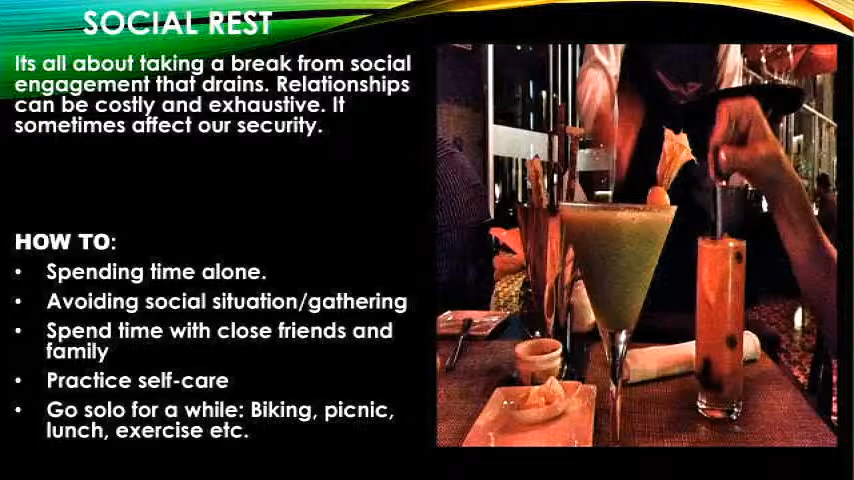 SOCIAL REST
Its all about taking a break from social
engagement that drains. Relationships
can be costly and exhaustive. It
sometimes affect our security.
HOW TO:
• Spending time alone.
• Avoiding social situation/gathering
• Spend time with close friends and
family
• Practice self-care
• Go solo for a while: Biking, picnic,
lunch, exercise etc.